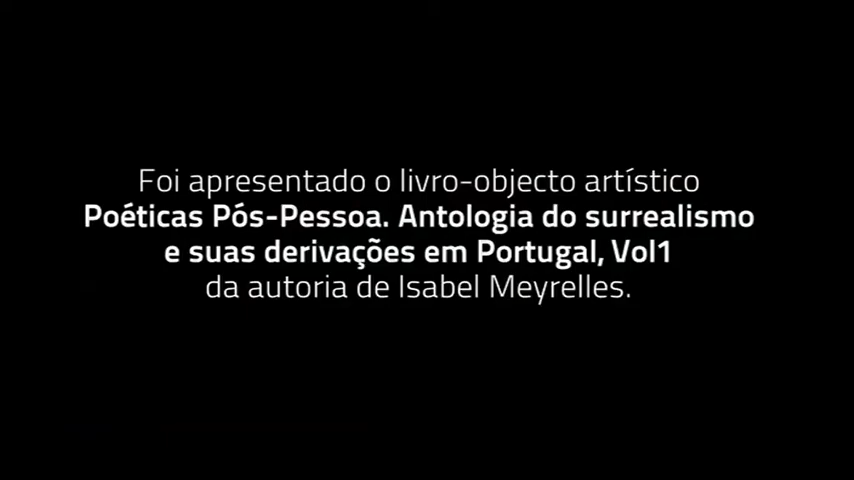 Foi apresentado o livro-objecto artístico
Poéticas Pós-Pessoa. Antologia do surrealismo
e suas derivações em Portugal, Vol1
da autoria de Isabel Meyrelles.